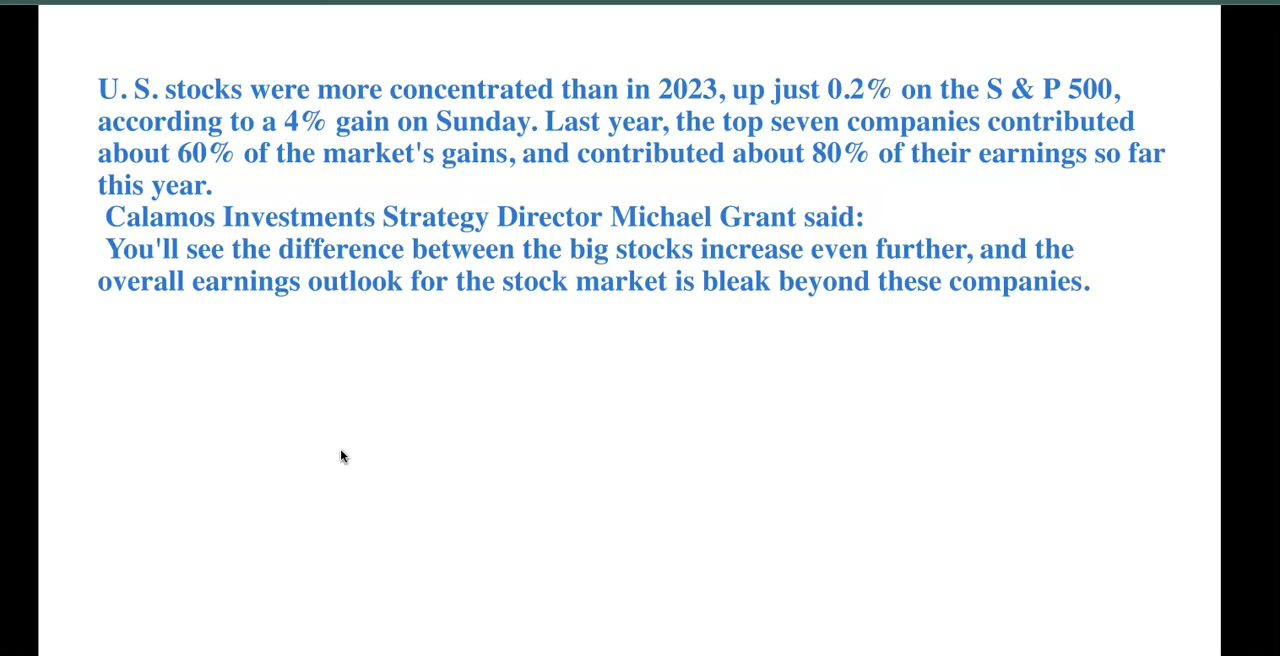 U. S. stocks were more concentrated than in 2023, up just 0.2% on the S & P 500,
according to a 4% gain on Sunday. Last year, the top seven companies contributed
about 60% of the market's gains, and contributed about 80% of their earnings so far
this year.
Calamos Investments Strategy Director Michael Grant said:
You'll see the difference between the big stocks increase even further, and the
overall earnings outlook for the stock market is bleak beyond these companies.